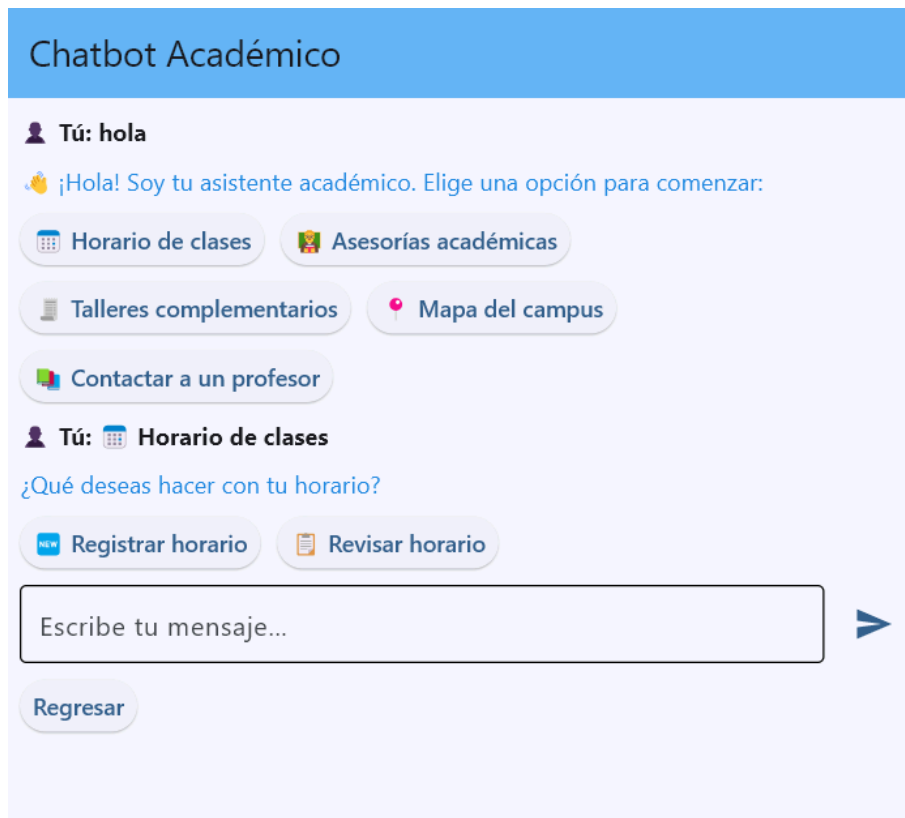 Chatbot Académico
👤 Tú: hola
👋 ¡Hola! Soy tu asistente académico. Elige una opción para comenzar:
📅 Horario de clases 👩‍🏫 Asesorías académicas
🧾 Talleres complementarios 📍 Mapa del campus
📚 Contactar a un profesor
👤 Tú: 📅 Horario de clases
¿Qué deseas hacer con tu horario?
🆕 Registrar horario 📋 Revisar horario
Escribe tu mensaje...
Regresar